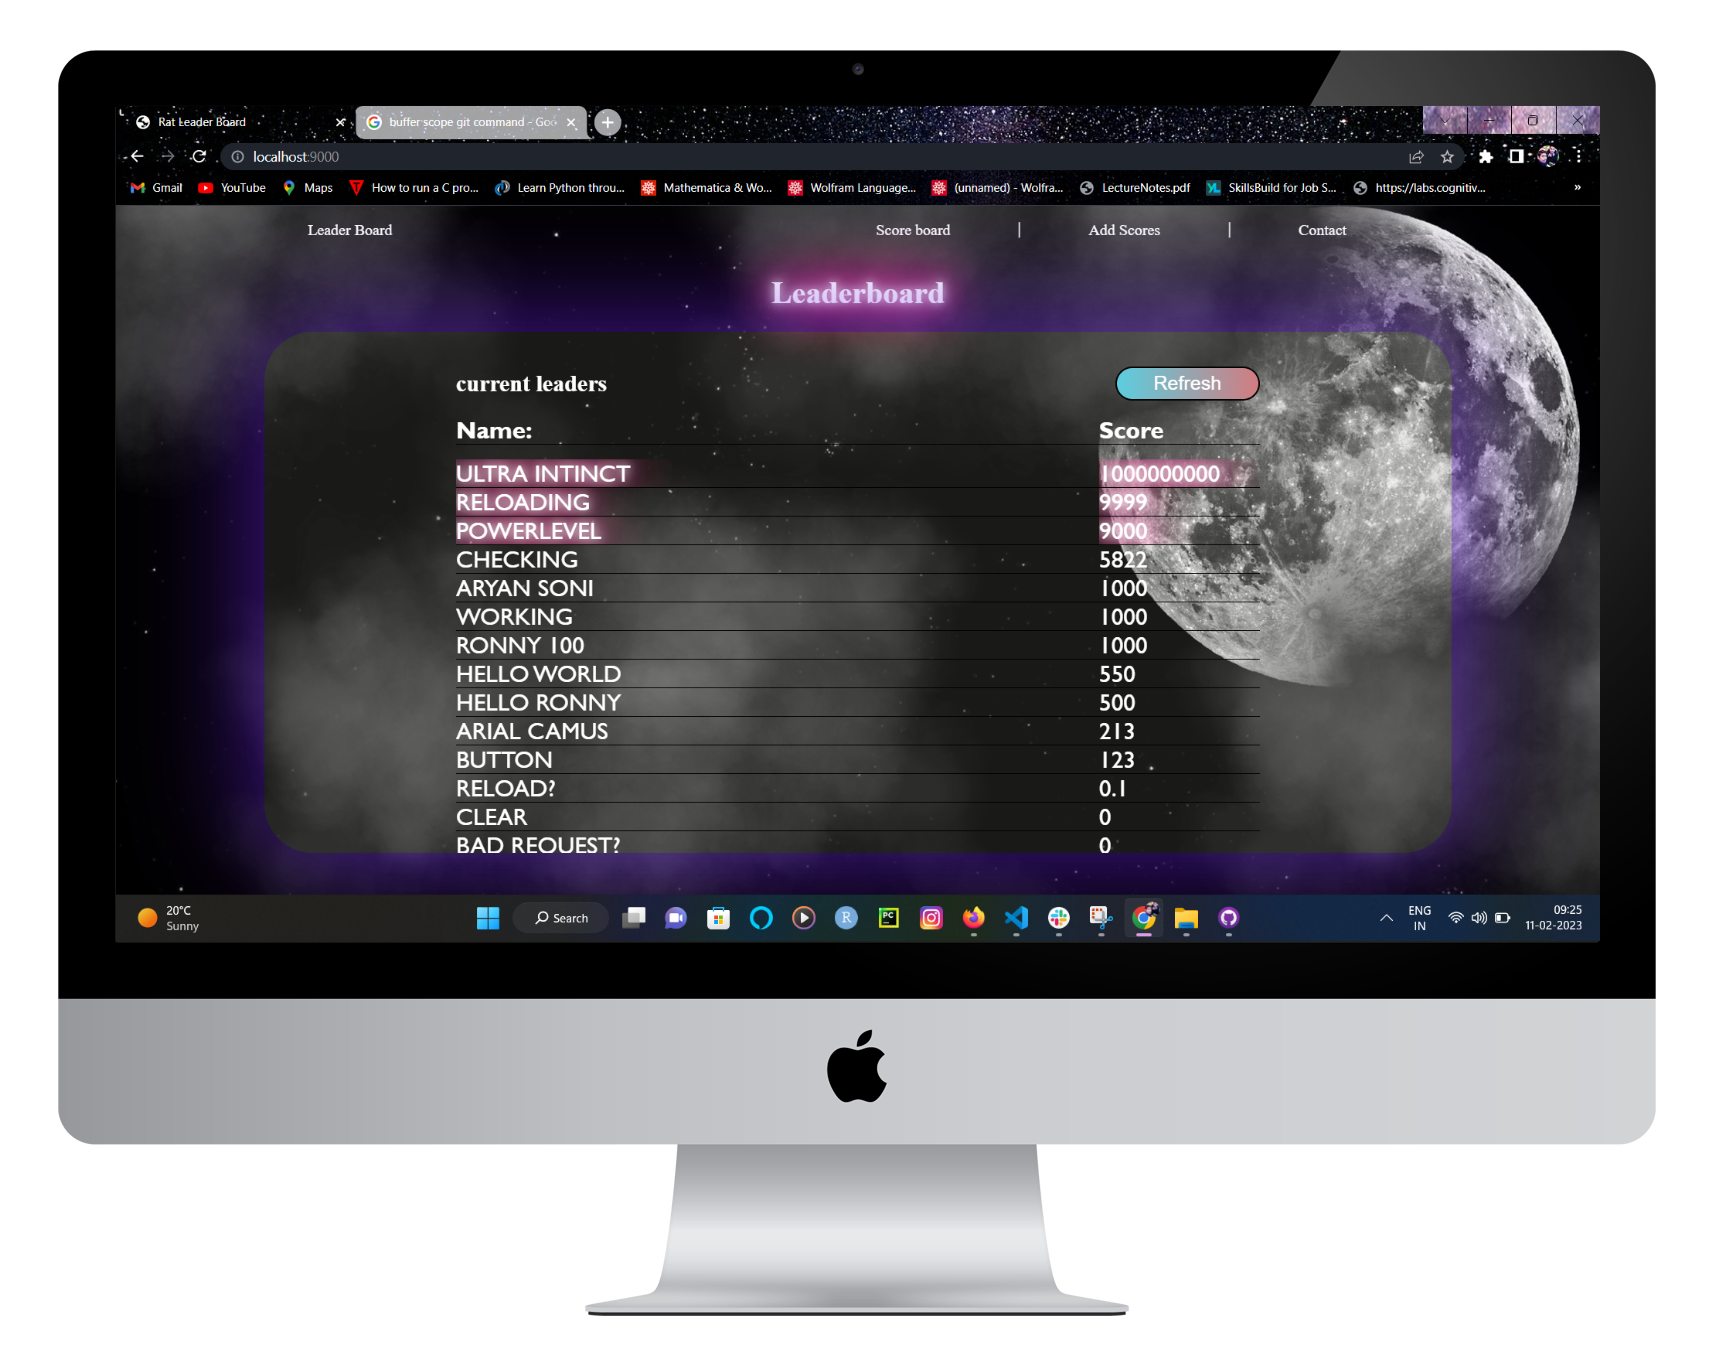 Rat Leader Board
buffer scope git command - Goo
localhost:9000
Gmail YouTube Maps How to run a C pro... Learn Python throu... Mathematica & Wo... Wolfram Language... (unnamed) - Wolfra... LectureNotes.pdf SkillsBuild for Job S... https://labs.cognitiv... »
Leader Board Score board | Add Scores | Contact
Leaderboard
current leaders Refresh
Name: Score
ULTRA INTINCT 1000000000
RELOADING 9999
POWERLEVEL 9000
CHECKING 5822
ARYAN SONI 1000
WORKING 1000
RONNY 100 1000
HELLO WORLD 550
HELLO RONNY 500
ARIAL CAMUS 213
BUTTON 123
RELOAD? 0.1
CLEAR 0
BAD REQUEST? 0
20°C
Sunny
Search
R
PC
ENG
IN
09:25
11-02-2023